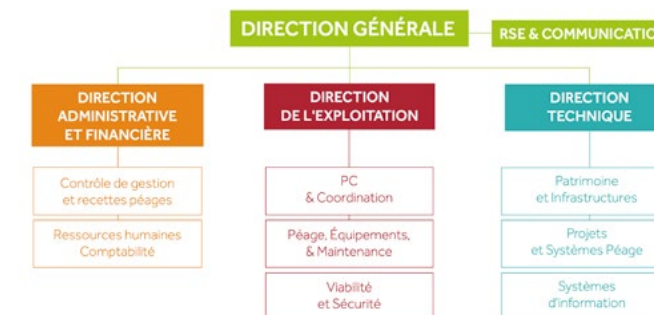 DIRECTION GÉNÉRALE
RSE & COMMUNICATIO
DIRECTION
ADMINISTRATIVE
ET FINANCIÈRE
DIRECTION
DE L'EXPLOITATION
DIRECTION
TECHNIQUE
Contrôle de gestion
et recettes péages
Ressources humaines
Comptabilité
PC
& Coordination
Péage, Équipements,
& Maintenance
Viabilité
et Sécurité
Patrimoine
et Infrastructures
Projets
et Systèmes Péage
Systèmes
d'information